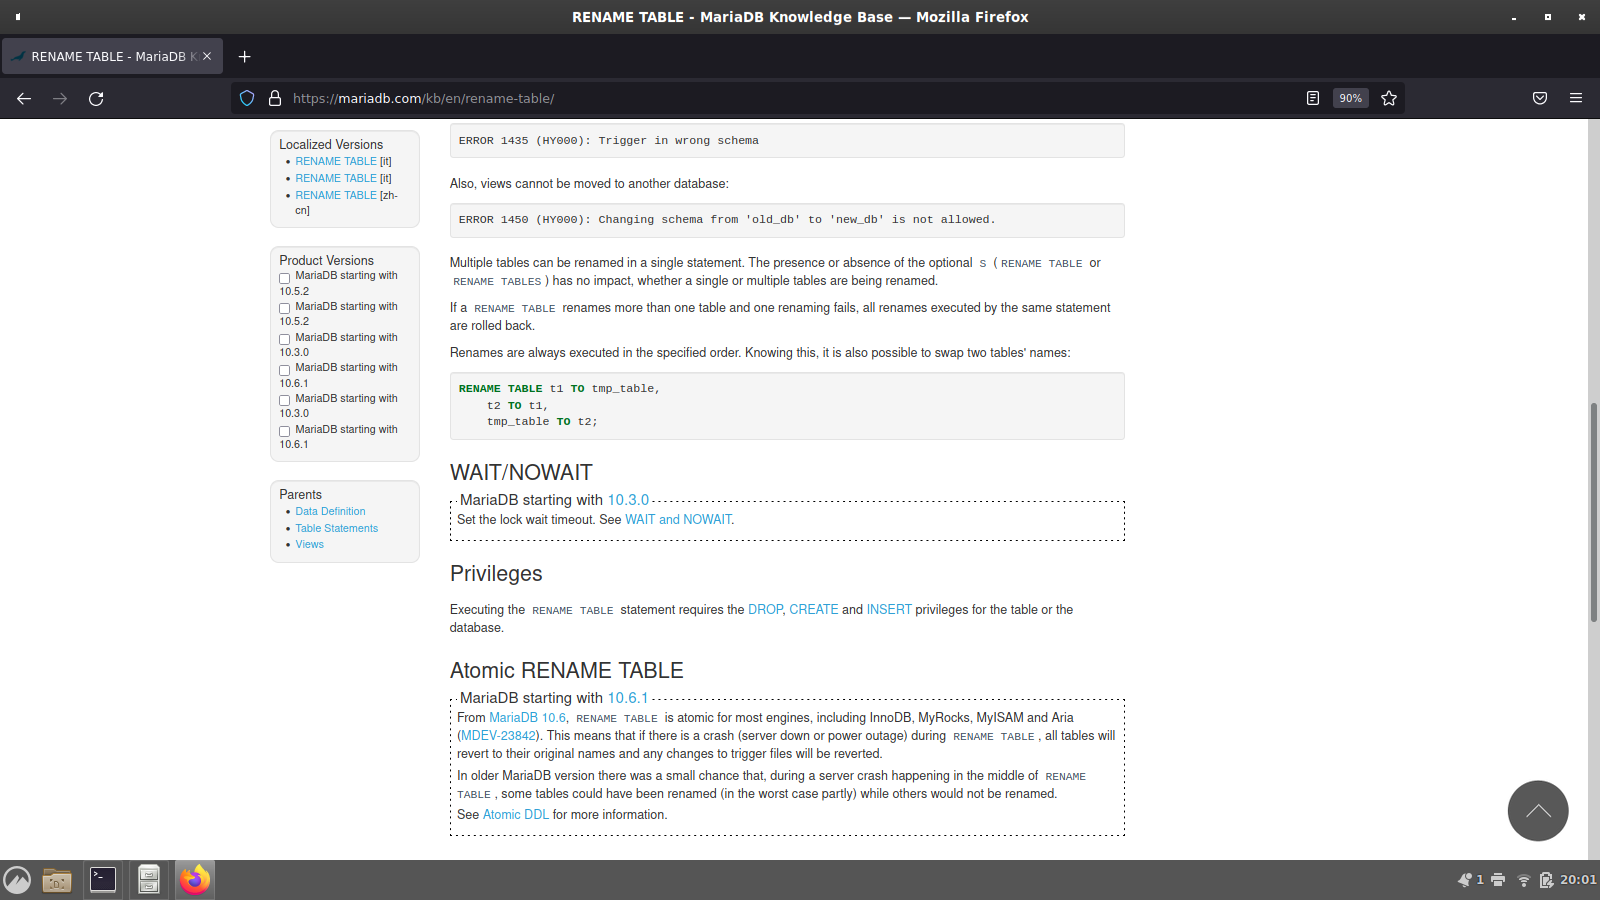 RENAME TABLE - MariaDB Knowledge Base — Mozilla Firefox
RENAME TABLE - MariaDB K
https://mariadb.com/kb/en/rename-table/
90%
Localized Versions
RENAME TABLE [it]
RENAME TABLE [it]
RENAME TABLE [zh-
cn]
Product Versions
MariaDB starting with
10.5.2
MariaDB starting with
10.5.2
MariaDB starting with
10.3.0
MariaDB starting with
10.6.1
MariaDB starting with
10.3.0
MariaDB starting with
10.6.1
Parents
Data Definition
Table Statements
Views
ERROR 1435 (HY000): Trigger in wrong schema
Also, views cannot be moved to another database:
ERROR 1450 (HY000): Changing schema from 'old_db' to 'new_db' is not allowed.
Multiple tables can be renamed in a single statement. The presence or absence of the optional S (RENAME TABLE or
RENAME TABLES) has no impact, whether a single or multiple tables are being renamed.
If a RENAME TABLE renames more than one table and one renaming fails, all renames executed by the same statement
are rolled back.
Renames are always executed in the specified order. Knowing this, it is also possible to swap two tables' names:
RENAME TABLE t1 TO tmp_table,
t2 TO t1,
tmp_table TO t2;
WAIT/NOWAIT
MariaDB starting with 10.3.0
Set the lock wait timeout. See WAIT and NOWAIT.
Privileges
Executing the RENAME TABLE statement requires the DROP, CREATE and INSERT privileges for the table or the
database.
Atomic RENAME TABLE
MariaDB starting with 10.6.1
From MariaDB 10.6, RENAME TABLE is atomic for most engines, including InnoDB, MyRocks, MyISAM and Aria
(MDEV-23842). This means that if there is a crash (server down or power outage) during RENAME TABLE, all tables will
revert to their original names and any changes to trigger files will be reverted.
In older MariaDB version there was a small chance that, during a server crash happening in the middle of RENAME
TABLE, some tables could have been renamed (in the worst case partly) while others would not be renamed.
See Atomic DDL for more information.
1
20:01